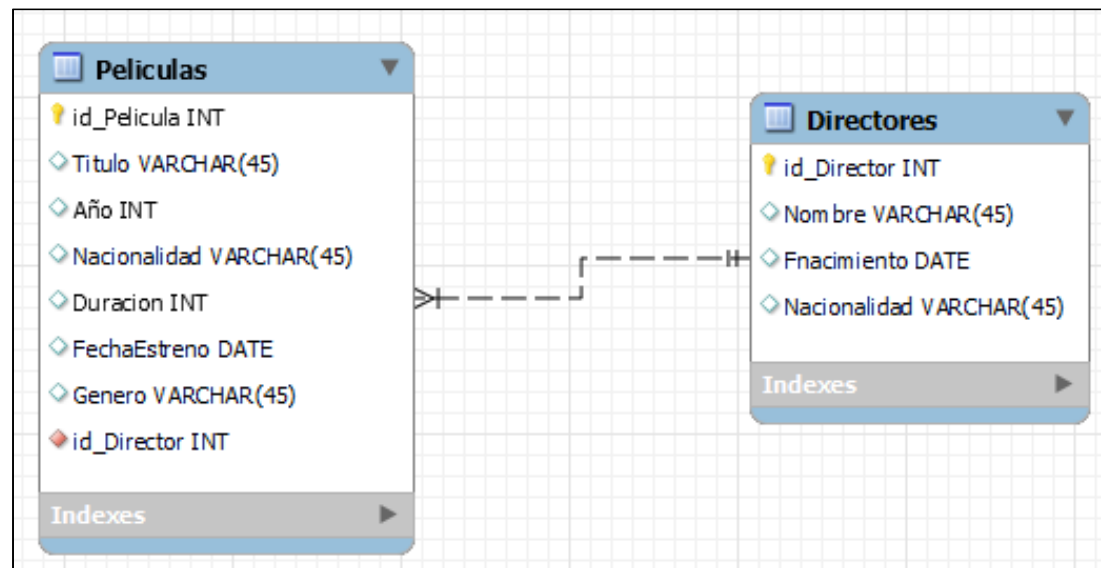 Peliculas
id_Pelicula INT
Titulo VARCHAR(45)
Año INT
Nacionalidad VARCHAR(45)
Duracion INT
FechaEstreno DATE
Genero VARCHAR(45)
id_Director INT
Indexes
Directores
id_Director INT
Nombre VARCHAR(45)
Fnacimiento DATE
Nacionalidad VARCHAR(45)
Indexes